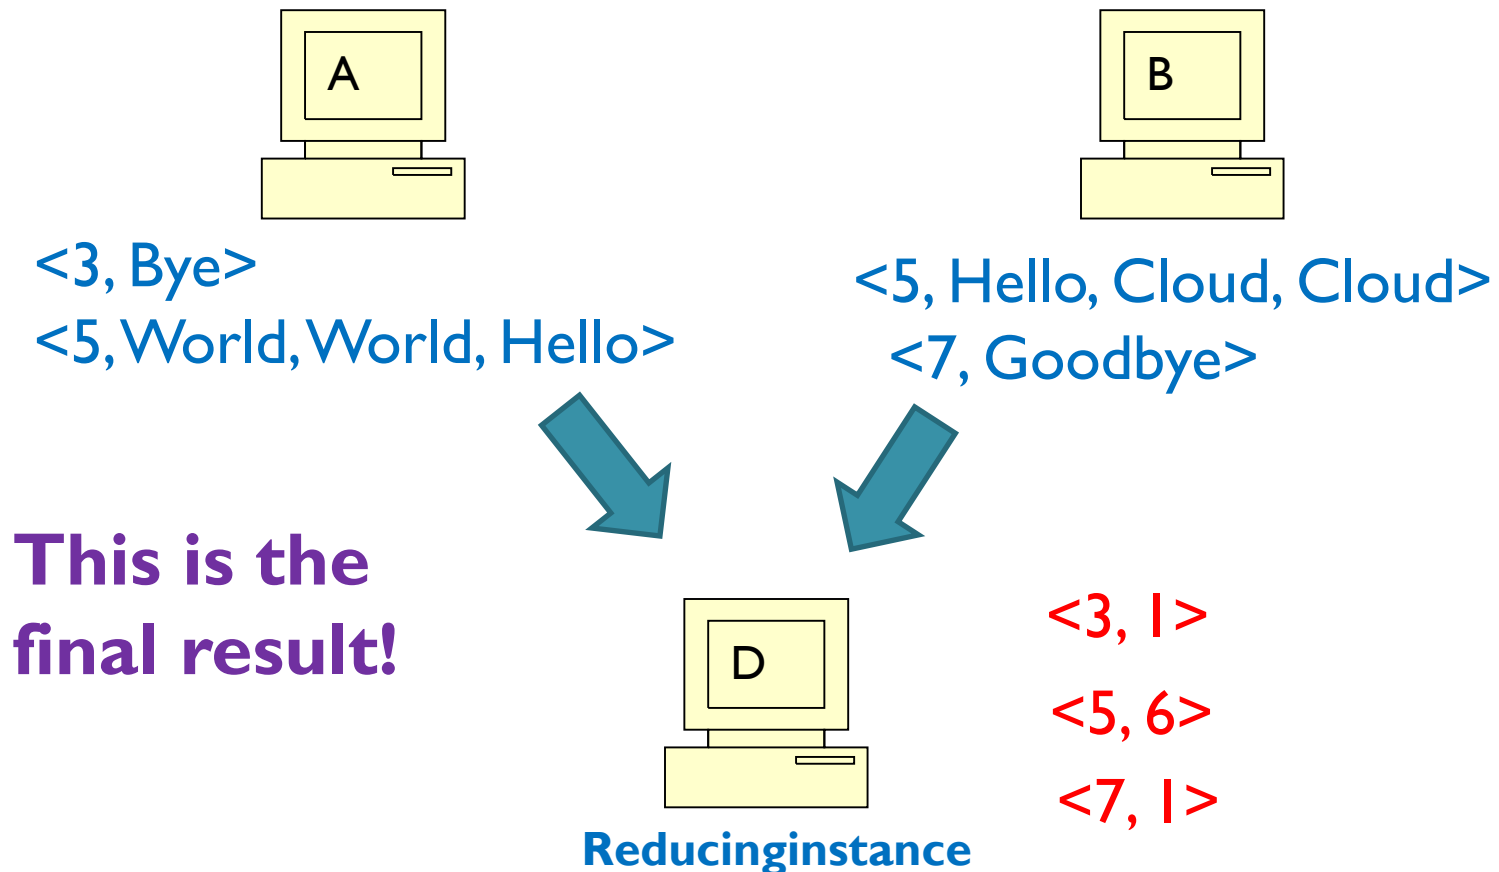 A
B
<3, Bye>
<5, World, World, Hello>
<5, Hello, Cloud, Cloud>
<7, Goodbye>
This is the
final result!
D
<3, 1>
<5, 6>
<7, 1>
Reducinginstance